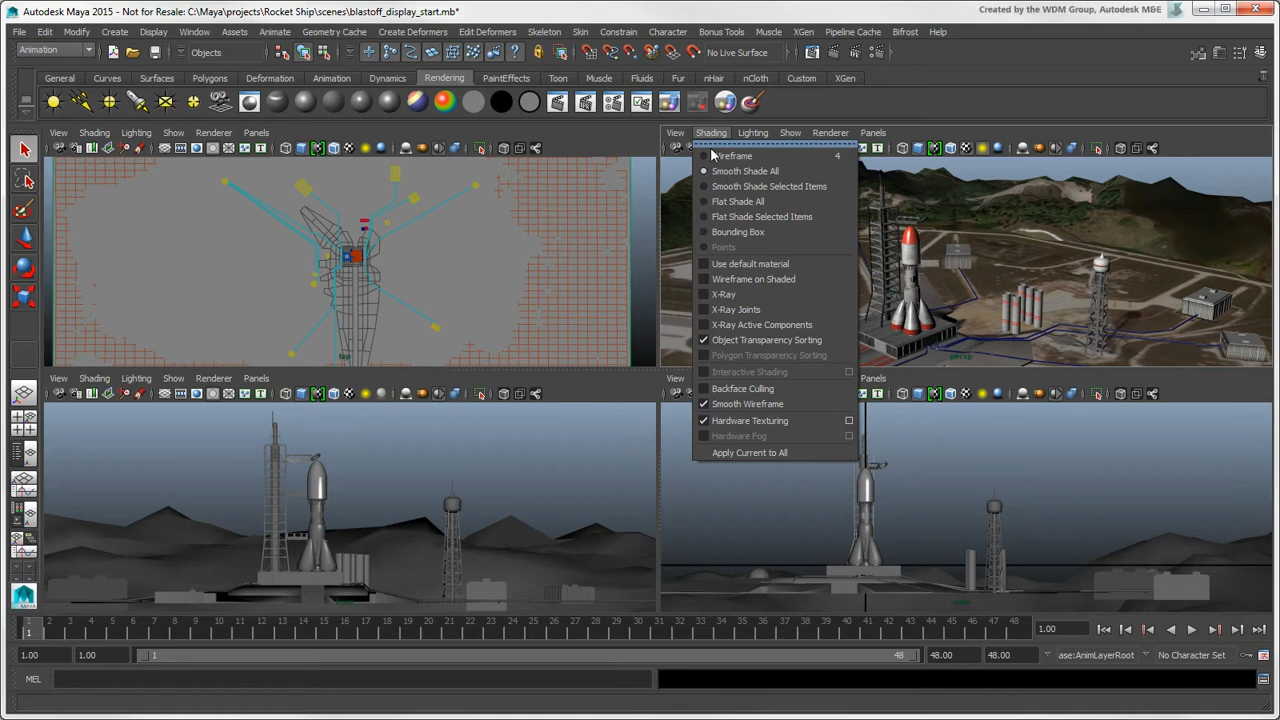 Autodesk Maya 2015 - Not for Resale: C:\Maya\projects\Rocket Ship\scenes\blastoff_display_start.mb*
Created by the WDM Group, Autodesk M&E
File Edit Modify Create Display Window Assets Animate Geometry Cache Create Deformers Edit Deformers Skeleton Skin Constrain Character Bonus Tools Muscle XGen Pipeline Cache Bifrost Help
Animation Objects No Live Surface
General Curves Surfaces Polygons Deformation Animation Dynamics Rendering PaintEffects Toon Muscle Fluids Fur nHair nCloth Custom XGen
View Shading Lighting Show Renderer Panels
View Shading Lighting Show Renderer Panels
Wireframe 4
Smooth Shade All
Smooth Shade Selected Items
Flat Shade All
Flat Shade Selected Items
Bounding Box
Points
Use default material
Wireframe on Shaded
X-Ray
X-Ray Joints
X-Ray Active Components
Object Transparency Sorting
Polygon Transparency Sorting
Interactive Shading
Backface Culling
Smooth Wireframe
Hardware Texturing
Hardware Fog
Apply Current to All
top
persp
View Shading Lighting Show Renderer Panels
View Panels
MAYA
1 2 3 4 5 6 7 8 9 10 11 12 13 14 15 16 17 18 19 20 21 22 23 24 25 26 27 28 29 30 31 32 33 34 35 36 37 38 39 40 41 42 43 44 45 46 47 48
1
1.00
1.00 1.00 1 48 48.00 48.00 ase:AnimLayerRoot No Character Set
MEL